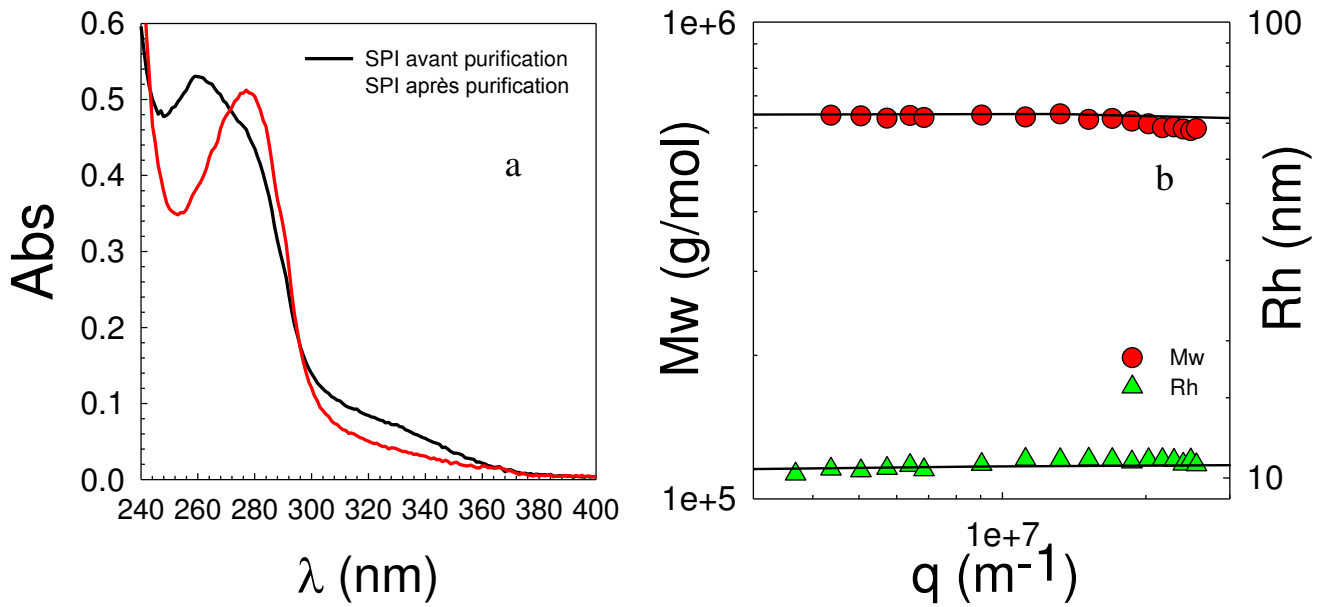 0.6
0.5
0.4
0.3
0.2
0.1
0.0
Abs
SPI avant purification
SPI après purification
a
240 260 280 300 320 340 360 380 400
λ (nm)
1e+6
1e+5
Mw (g/mol)
b
Mw
Rh
100
10
Rh (nm)
1e+7
q (m⁻¹)